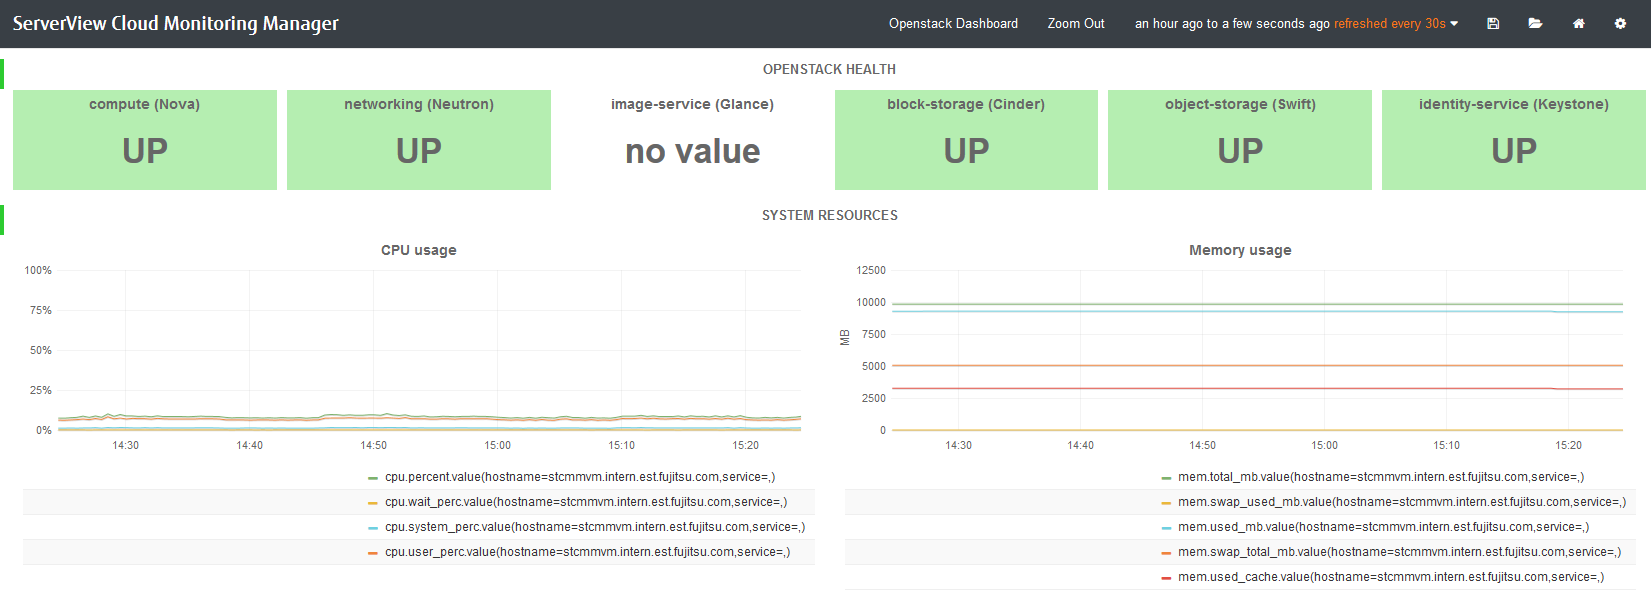 ServerView Cloud Monitoring Manager
Openstack Dashboard Zoom Out an hour ago to a few seconds ago refreshed every 30s
OPENSTACK HEALTH
compute (Nova) networking (Neutron) image-service (Glance) block-storage (Cinder) object-storage (Swift) identity-service (Keystone)
UP UP no value UP UP UP
SYSTEM RESOURCES
CPU usage
100%
75%
50%
25%
0%
14:30 14:40 14:50 15:00 15:10 15:20
cpu.percent.value(hostname=stcmmvm.intern.est.fujitsu.com,service=,)
cpu.wait_perc.value(hostname=stcmmvm.intern.est.fujitsu.com,service=,)
cpu.system_perc.value(hostname=stcmmvm.intern.est.fujitsu.com,service=,)
cpu.user_perc.value(hostname=stcmmvm.intern.est.fujitsu.com,service=,)
Memory usage
12500
10000
7500
5000
2500
0
MB
14:30 14:40 14:50 15:00 15:10 15:20
mem.total_mb.value(hostname=stcmmvm.intern.est.fujitsu.com,service=,)
mem.swap_used_mb.value(hostname=stcmmvm.intern.est.fujitsu.com,service=,)
mem.used_mb.value(hostname=stcmmvm.intern.est.fujitsu.com,service=,)
mem.swap_total_mb.value(hostname=stcmmvm.intern.est.fujitsu.com,service=,)
mem.used_cache.value(hostname=stcmmvm.intern.est.fujitsu.com,service=,)